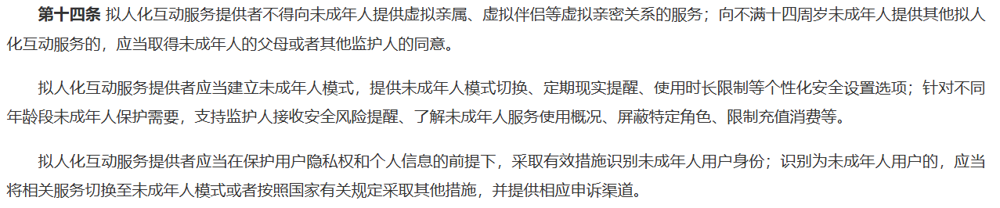 第十四条 拟人化互动服务提供者不得向未成年人提供虚拟亲属、虚拟伴侣等虚拟亲密关系的服务；向不满十四周岁未成年人提供其他拟人
化互动服务的，应当取得未成年人的父母或者其他监护人的同意。
拟人化互动服务提供者应当建立未成年人模式，提供未成年人模式切换、定期现实提醒、使用时长限制等个性化安全设置选项；针对不同
年龄段未成年人保护需要，支持监护人接收安全风险提醒、了解未成年人服务使用概况、屏蔽特定角色、限制充值消费等。
拟人化互动服务提供者应当在保护用户隐私权和个人信息的前提下，采取有效措施识别未成年人用户身份；识别为未成年人用户的，应当
将相关服务切换至未成年人模式或者按照国家有关规定采取其他措施，并提供相应申诉渠道。